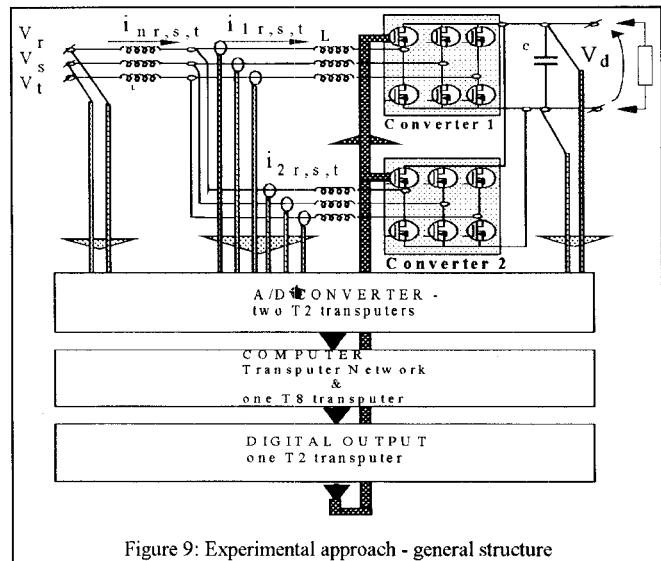 V r
V s
V t
i n r , s , t
i 1 r , s , t
L
L
c
V d
Converter 1
i 2 r , s , t
Converter 2
A/D CONVERTER -
two T2 transputers
COMPUTER
Transputer Network
&
one T8 transputer
DIGITAL OUTPUT
one T2 transputer
Figure 9: Experimental approach - general structure